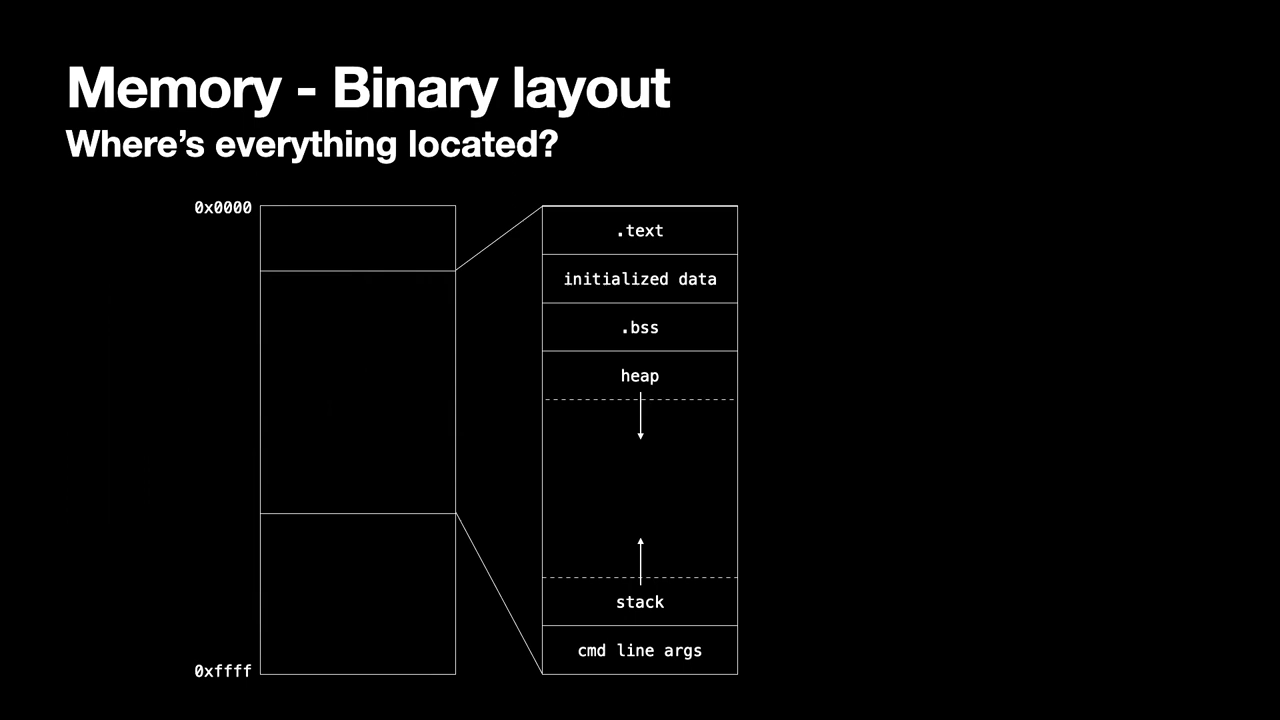 Memory - Binary layout
Where's everything located?
0x0000
.text
initialized data
.bss
heap
stack
cmd line args
0xffff